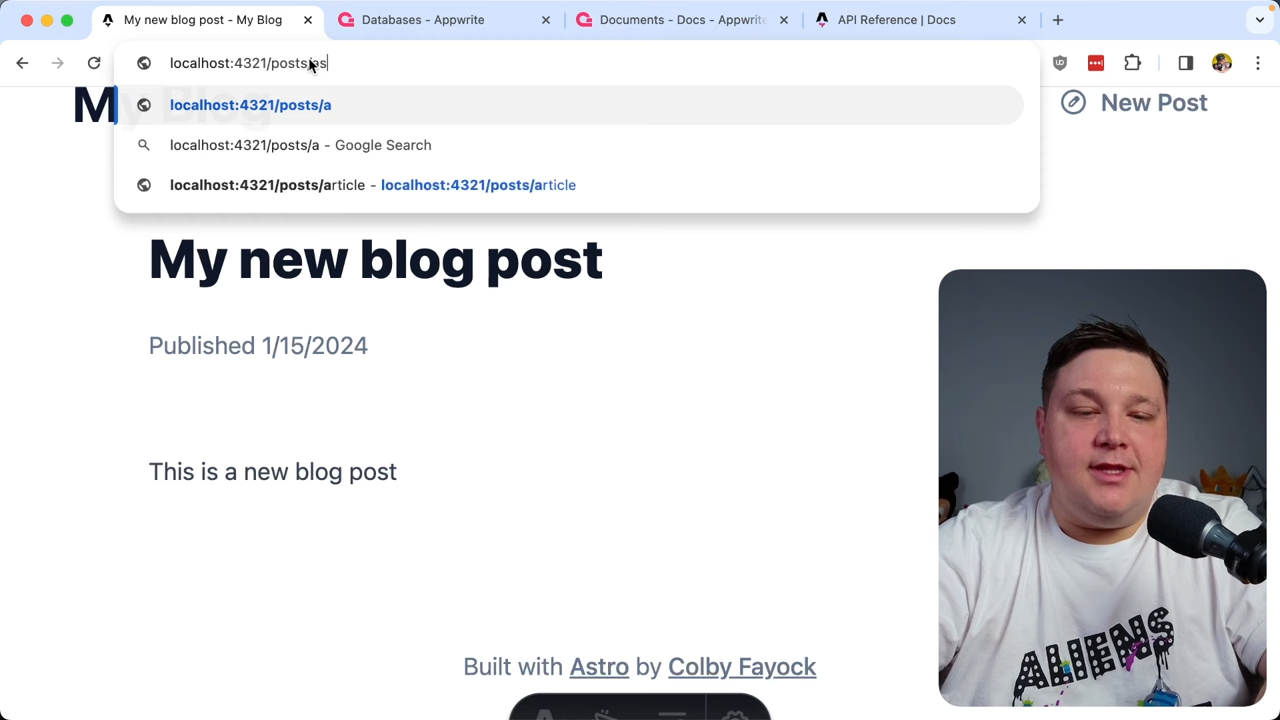 My new blog post - My Blog
Databases - Appwrite
Documents - Docs - Appwrite
API Reference | Docs
localhost:4321/posts/as
localhost:4321/posts/a
localhost:4321/posts/a - Google Search
localhost:4321/posts/article - localhost:4321/posts/article
My Blog
New Post
My new blog post
Published 1/15/2024
This is a new blog post
Built with Astro by Colby Fayock
ALIENS